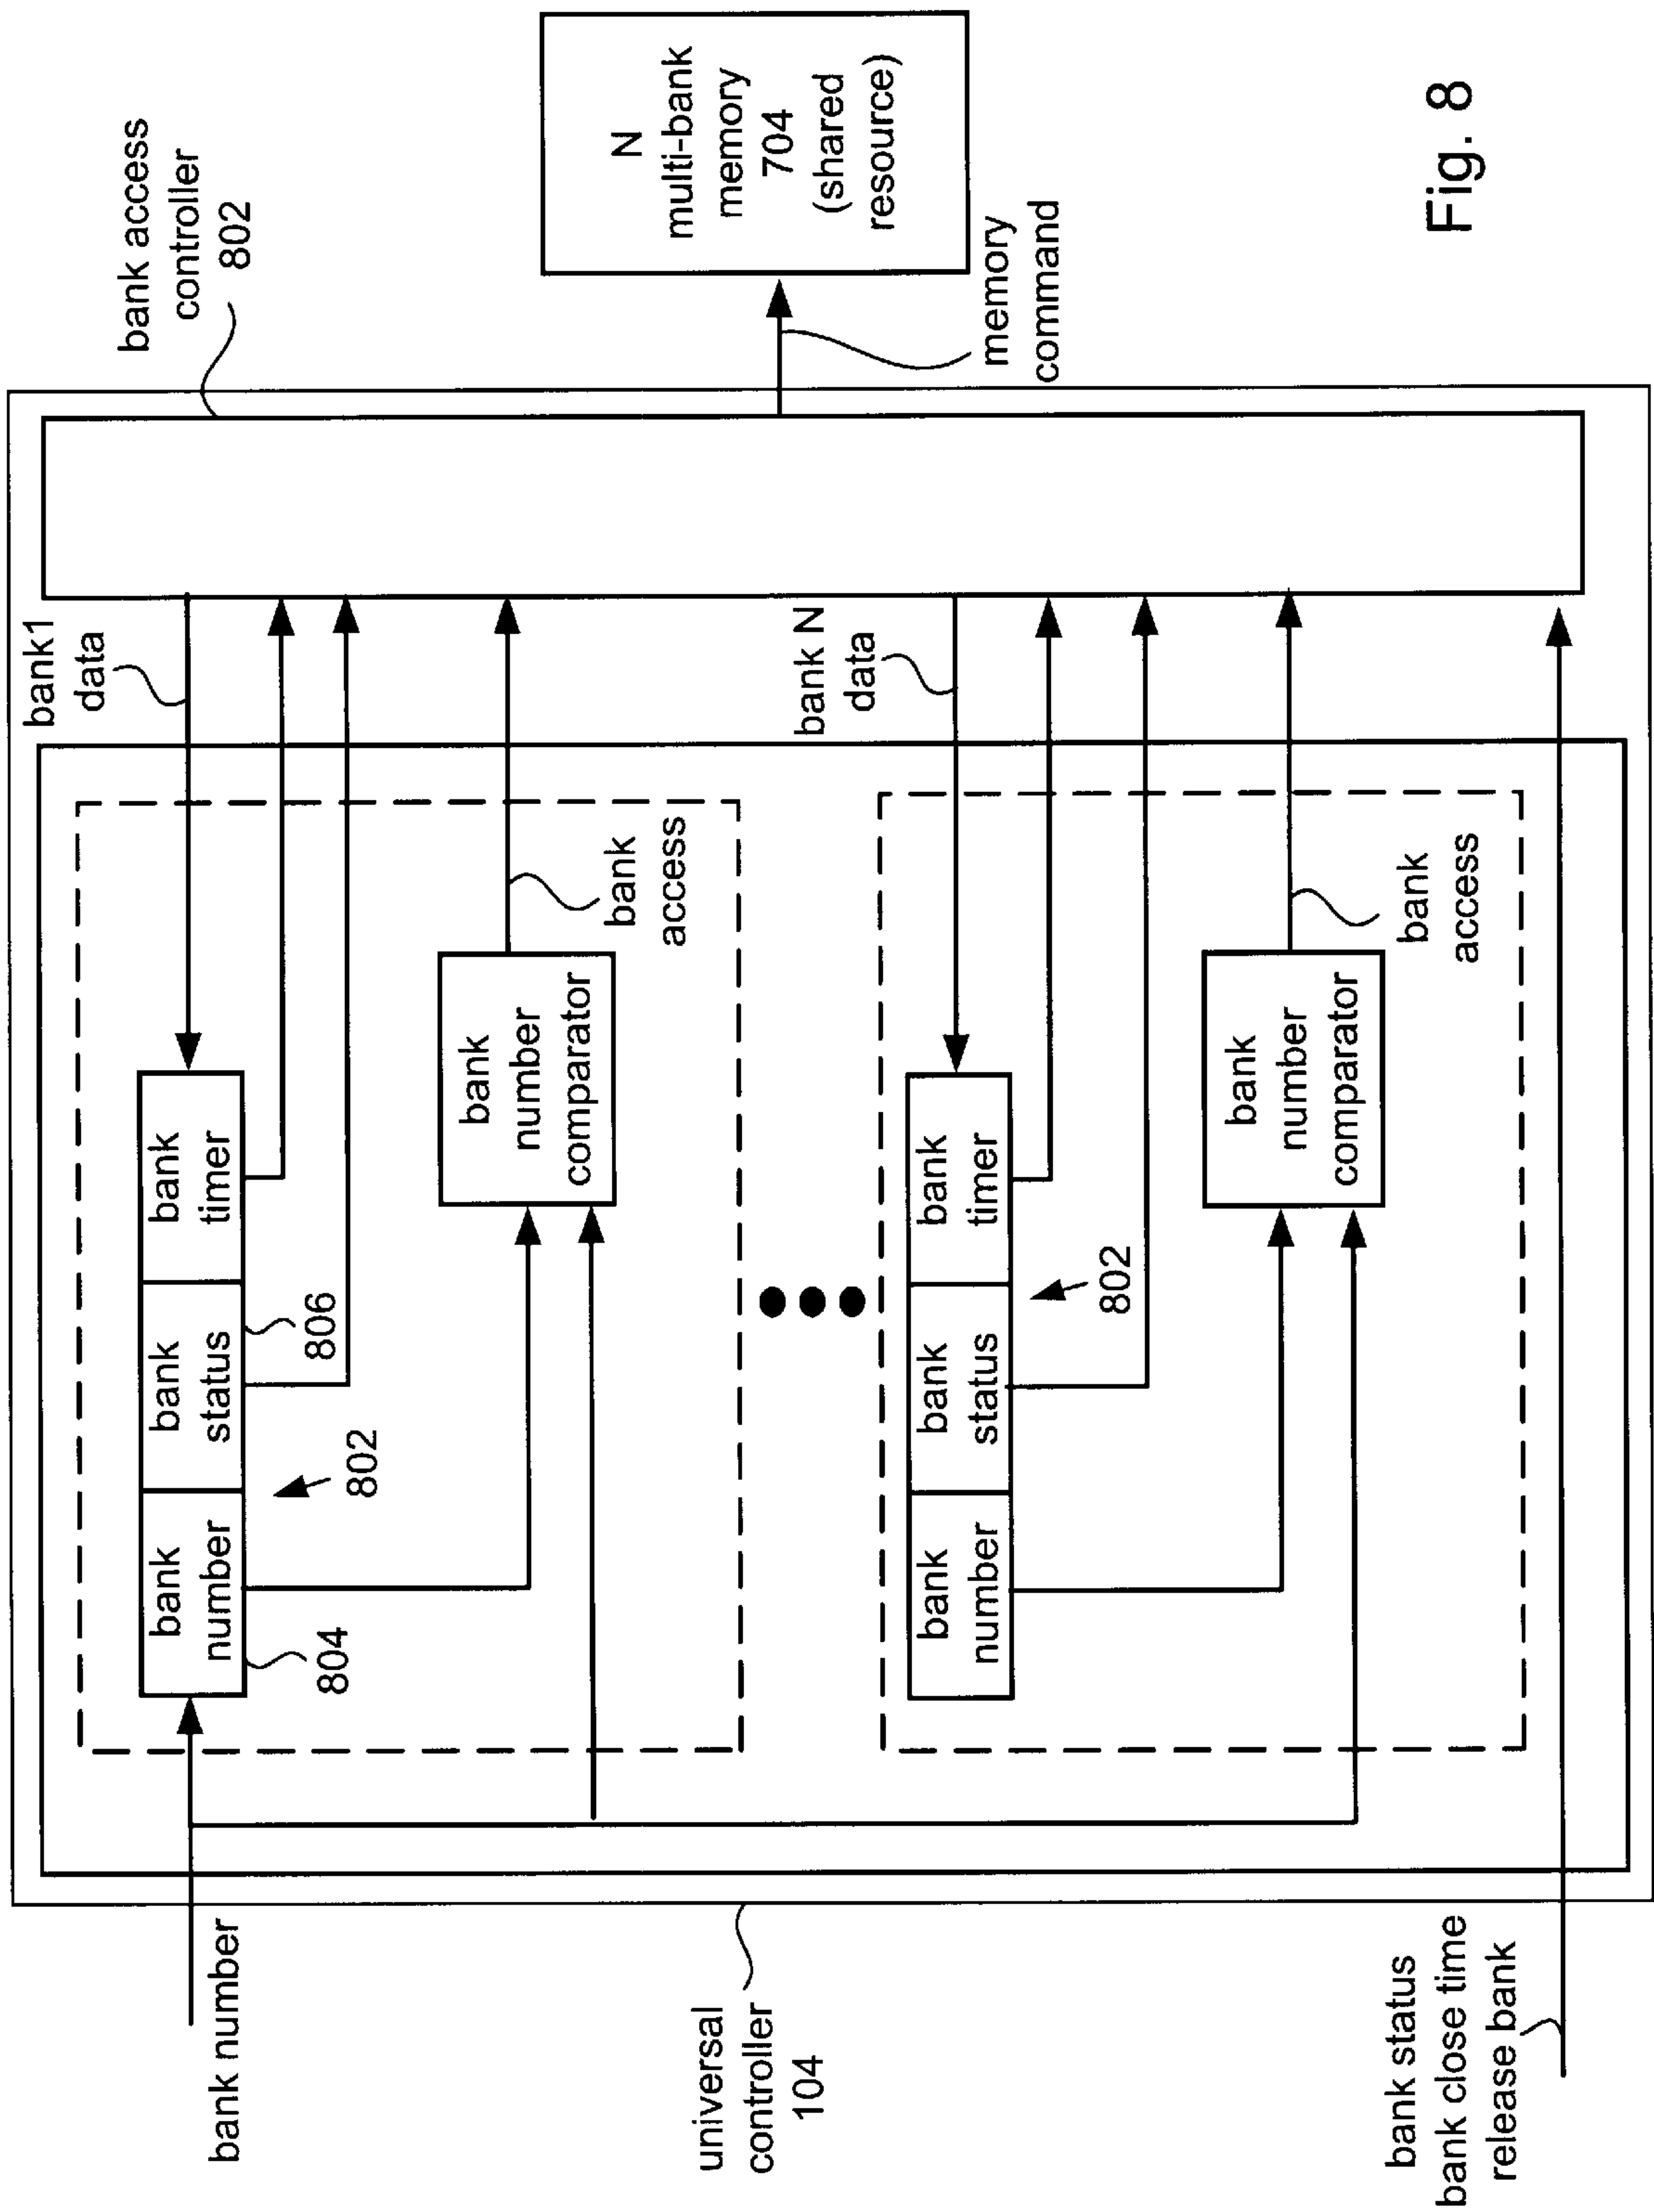 bank access
controller
802
N
multi-bank
memory
704
(shared
resource)
memory
command
bank1
data
bank N
data
bank
number
bank
status
bank
timer
804
802
806
bank
number
comparator
bank
access
bank
number
bank
status
bank
timer
802
bank
number
comparator
bank
access
bank number
universal
controller
104
bank status
bank close time
release bank
Fig. 8